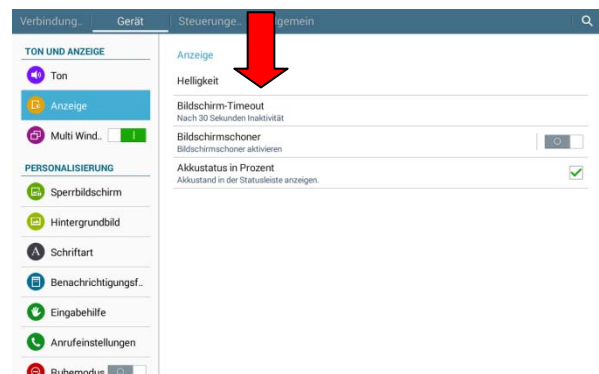 Verbindung..
Gerät
Steuerunge..
TON UND ANZEIGE
Ton
Anzeige
Multi Wind..
PERSONALISIERUNG
Sperrbildschirm
Hintergrundbild
A
Schriftart
Benachrichtigungsf..
Eingabehilfe
Anrufeinstellungen
Ruhemodus
Anzeige
Helligkeit
Bildschirm-Timeout
Nach 30 Sekunden Inaktivität
Bildschirmschoner
Bildschirmschoner aktivieren
Akkustatus in Prozent
Akkustand in der Statusleiste anzeigen.